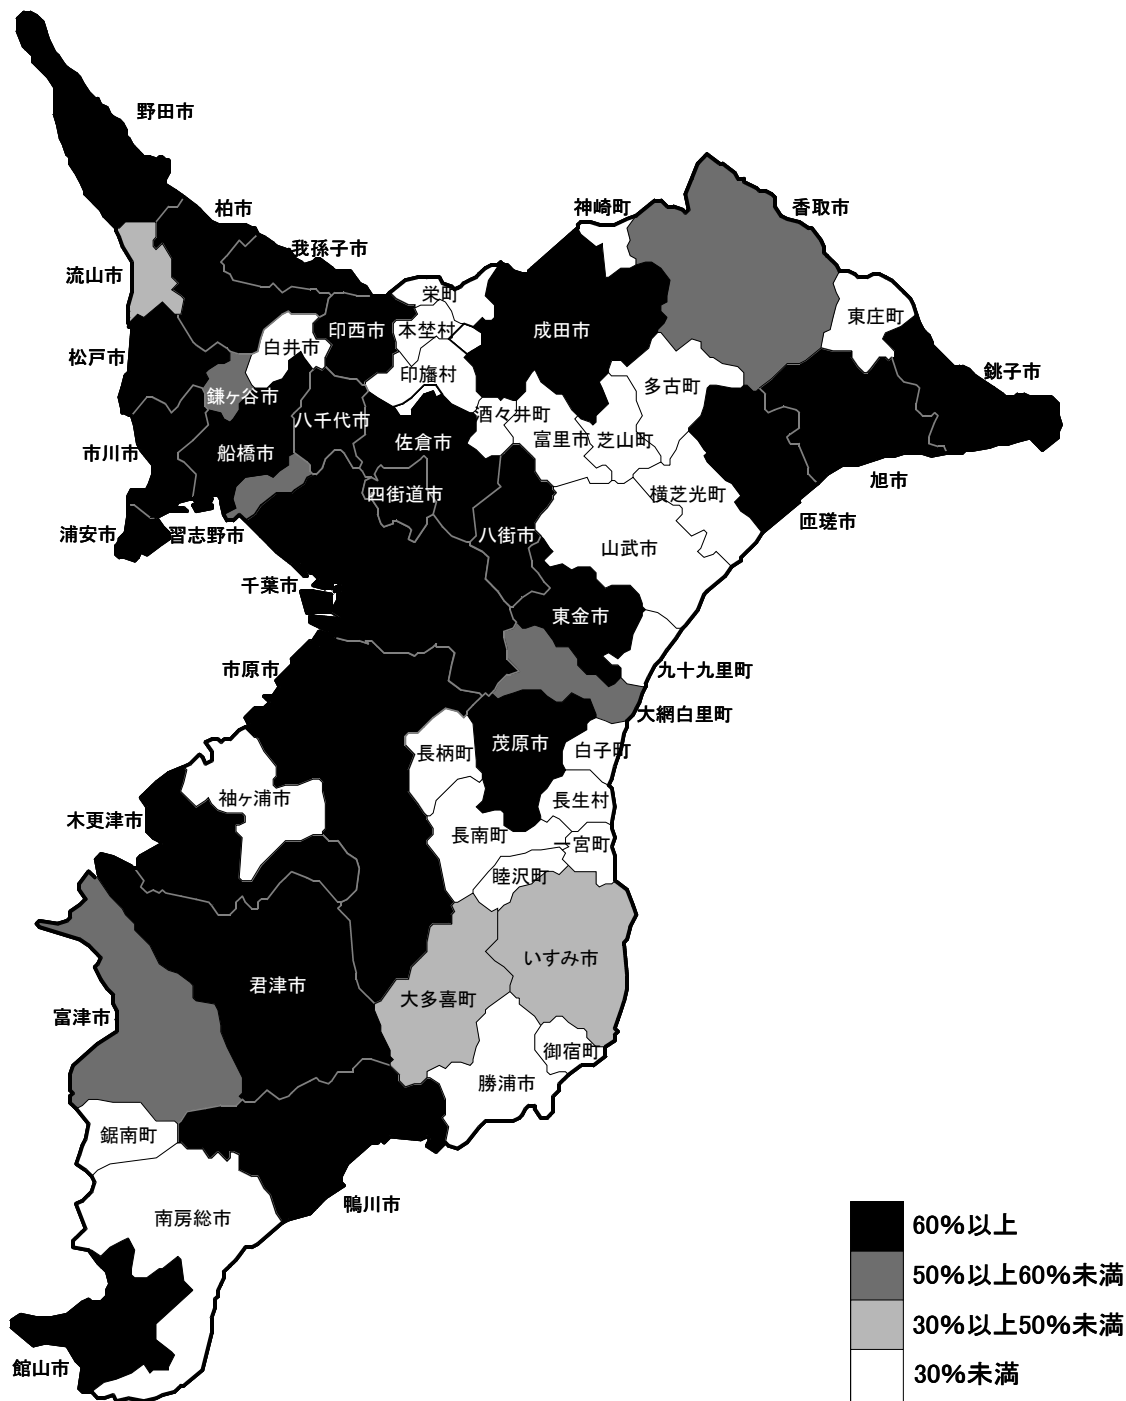 野田市
柏市
我孫子市
流山市
松戸市
市川市
浦安市
習志野市
鎌ヶ谷市
船橋市
白井市
印西市
八千代市
栄町
本埜村
印旛村
神崎町
成田市
香取市
東庄町
銚子市
旭市
匝瑳市
多古町
酒々井町
富里市
芝山町
佐倉市
四街道市
八街市
横芝光町
山武市
千葉市
東金市
九十九里町
大網白里町
市原市
茂原市
白子町
長柄町
長生村
長南町
一宮町
睦沢町
袖ヶ浦市
木更津市
いすみ市
大多喜町
君津市
富津市
御宿町
勝浦市
鋸南町
鴨川市
南房総市
館山市
60%以上
50%以上60%未満
30%以上50%未満
30%未満